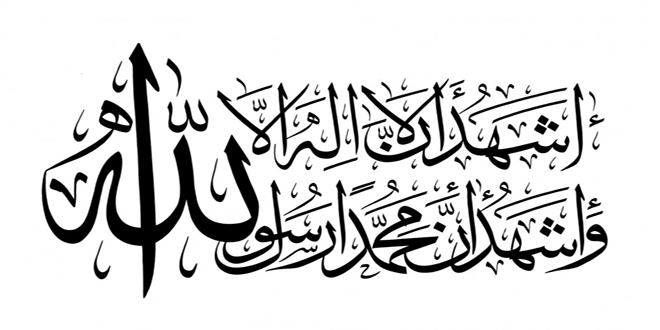 أشهد أن لا إله إلا الله
وأشهد أن محمدا رسول الله